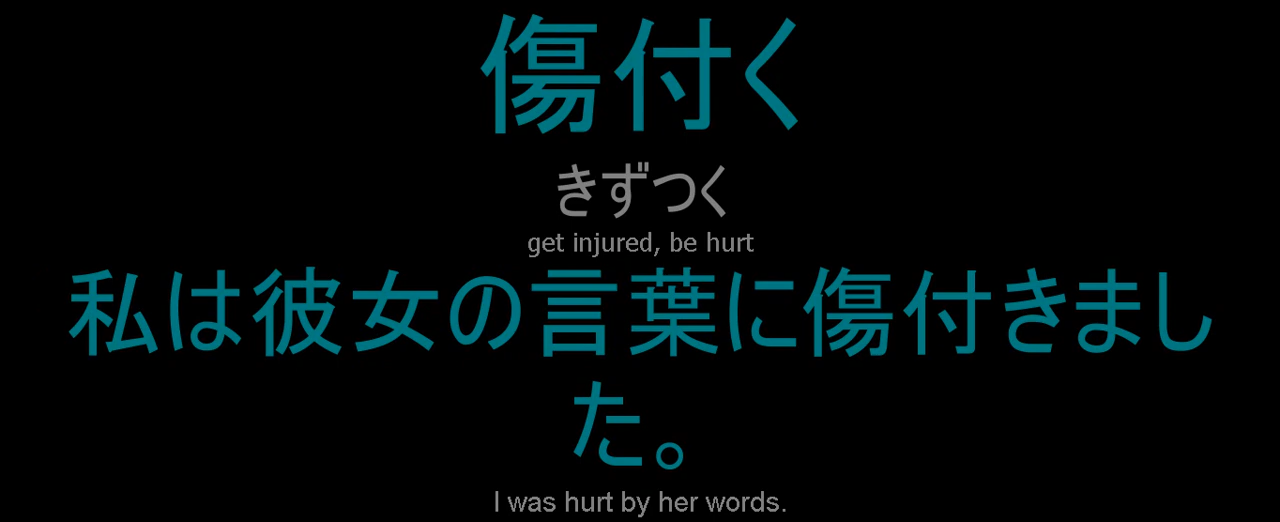 傷付く
きずつく
get injured, be hurt
私は彼女の言葉に傷付きまし
た。
I was hurt by her words.